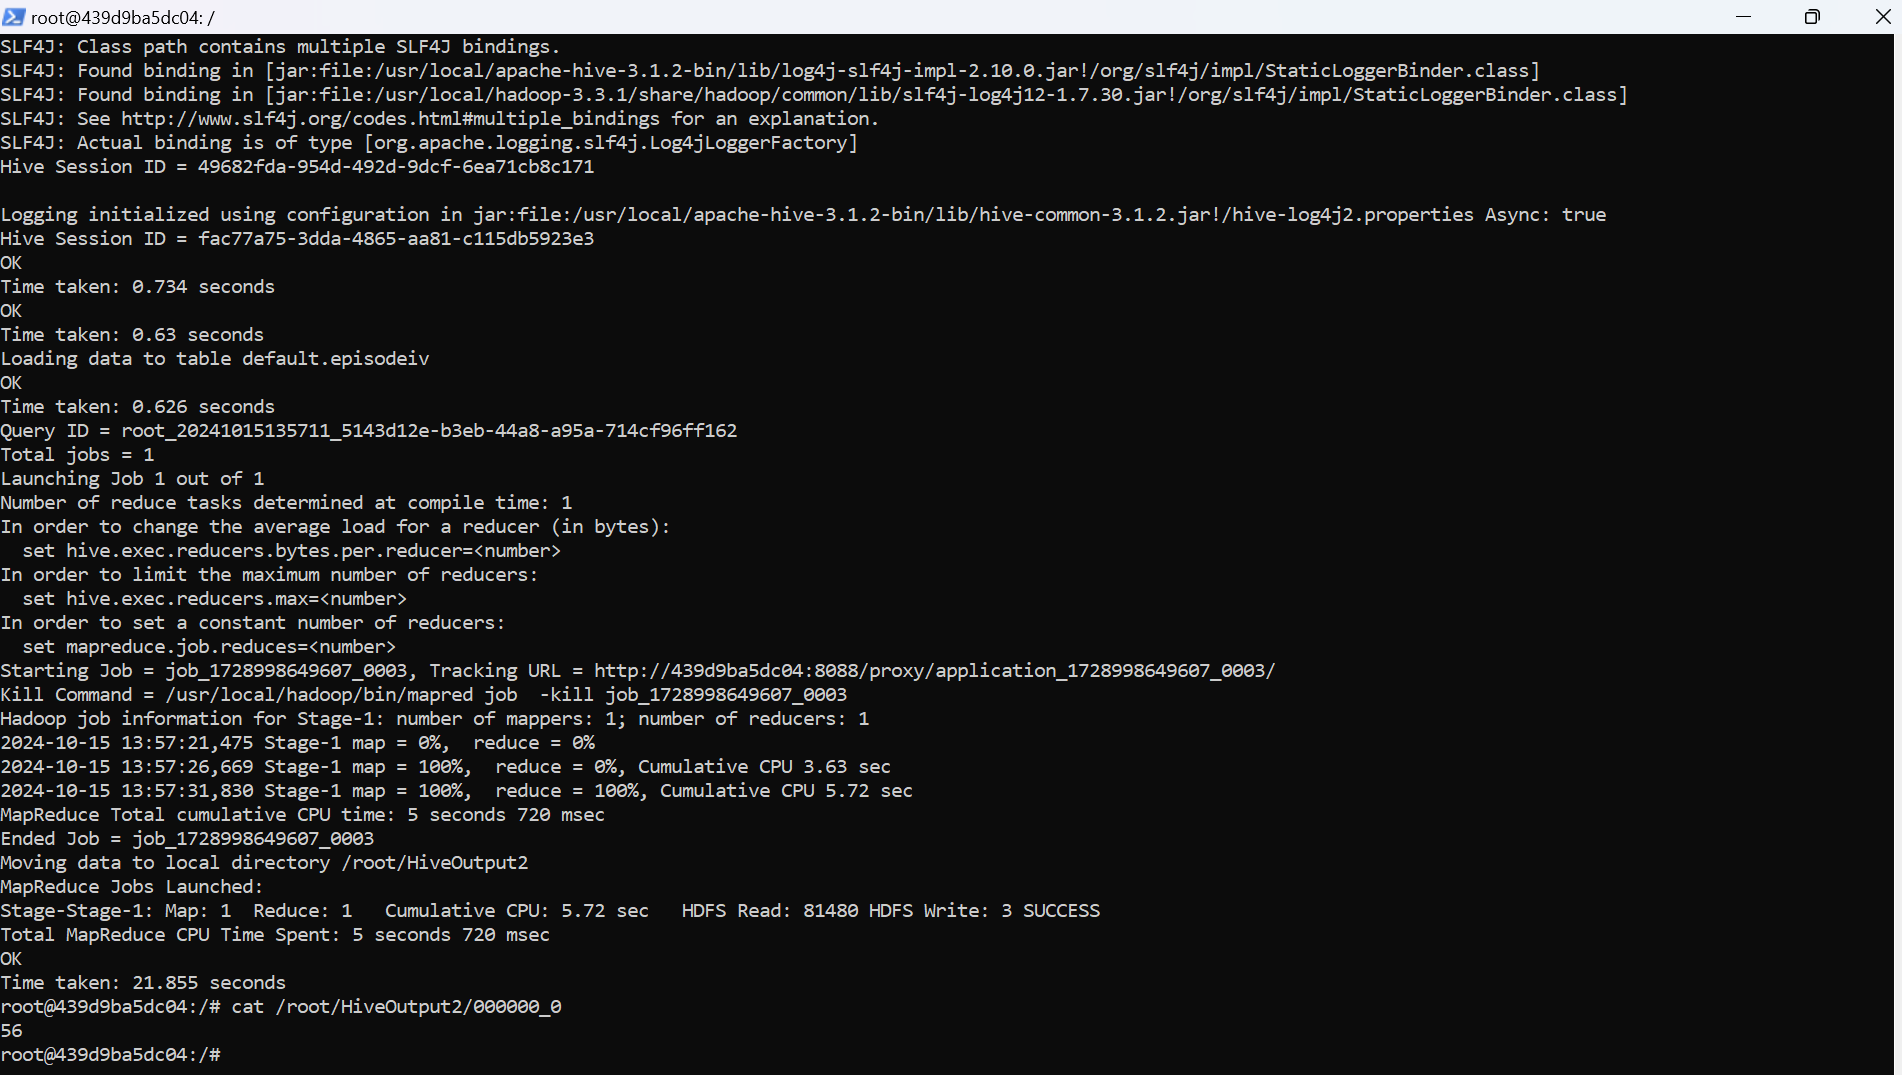 root@439d9ba5dc04: /
SLF4J: Class path contains multiple SLF4J bindings.
SLF4J: Found binding in [jar:file:/usr/local/apache-hive-3.1.2-bin/lib/log4j-slf4j-impl-2.10.0.jar!/org/slf4j/impl/StaticLoggerBinder.class]
SLF4J: Found binding in [jar:file:/usr/local/hadoop-3.3.1/share/hadoop/common/lib/slf4j-log4j12-1.7.30.jar!/org/slf4j/impl/StaticLoggerBinder.class]
SLF4J: See http://www.slf4j.org/codes.html#multiple_bindings for an explanation.
SLF4J: Actual binding is of type [org.apache.logging.slf4j.Log4jLoggerFactory]
Hive Session ID = 49682fda-954d-492d-9dcf-6ea71cb8c171

Logging initialized using configuration in jar:file:/usr/local/apache-hive-3.1.2-bin/lib/hive-common-3.1.2.jar!/hive-log4j2.properties Async: true
Hive Session ID = fac77a75-3dda-4865-aa81-c115db5923e3
OK
Time taken: 0.734 seconds
OK
Time taken: 0.63 seconds
Loading data to table default.episodeiv
OK
Time taken: 0.626 seconds
Query ID = root_20241015135711_5143d12e-b3eb-44a8-a95a-714cf96ff162
Total jobs = 1
Launching Job 1 out of 1
Number of reduce tasks determined at compile time: 1
In order to change the average load for a reducer (in bytes):
  set hive.exec.reducers.bytes.per.reducer=<number>
In order to limit the maximum number of reducers:
  set hive.exec.reducers.max=<number>
In order to set a constant number of reducers:
  set mapreduce.job.reduces=<number>
Starting Job = job_1728998649607_0003, Tracking URL = http://439d9ba5dc04:8088/proxy/application_1728998649607_0003/
Kill Command = /usr/local/hadoop/bin/mapred job  -kill job_1728998649607_0003
Hadoop job information for Stage-1: number of mappers: 1; number of reducers: 1
2024-10-15 13:57:21,475 Stage-1 map = 0%,  reduce = 0%
2024-10-15 13:57:26,669 Stage-1 map = 100%,  reduce = 0%, Cumulative CPU 3.63 sec
2024-10-15 13:57:31,830 Stage-1 map = 100%,  reduce = 100%, Cumulative CPU 5.72 sec
MapReduce Total cumulative CPU time: 5 seconds 720 msec
Ended Job = job_1728998649607_0003
Moving data to local directory /root/HiveOutput2
MapReduce Jobs Launched:
Stage-Stage-1: Map: 1  Reduce: 1   Cumulative CPU: 5.72 sec   HDFS Read: 81480 HDFS Write: 3 SUCCESS
Total MapReduce CPU Time Spent: 5 seconds 720 msec
OK
Time taken: 21.855 seconds
root@439d9ba5dc04:/# cat /root/HiveOutput2/000000_0
56
root@439d9ba5dc04:/#